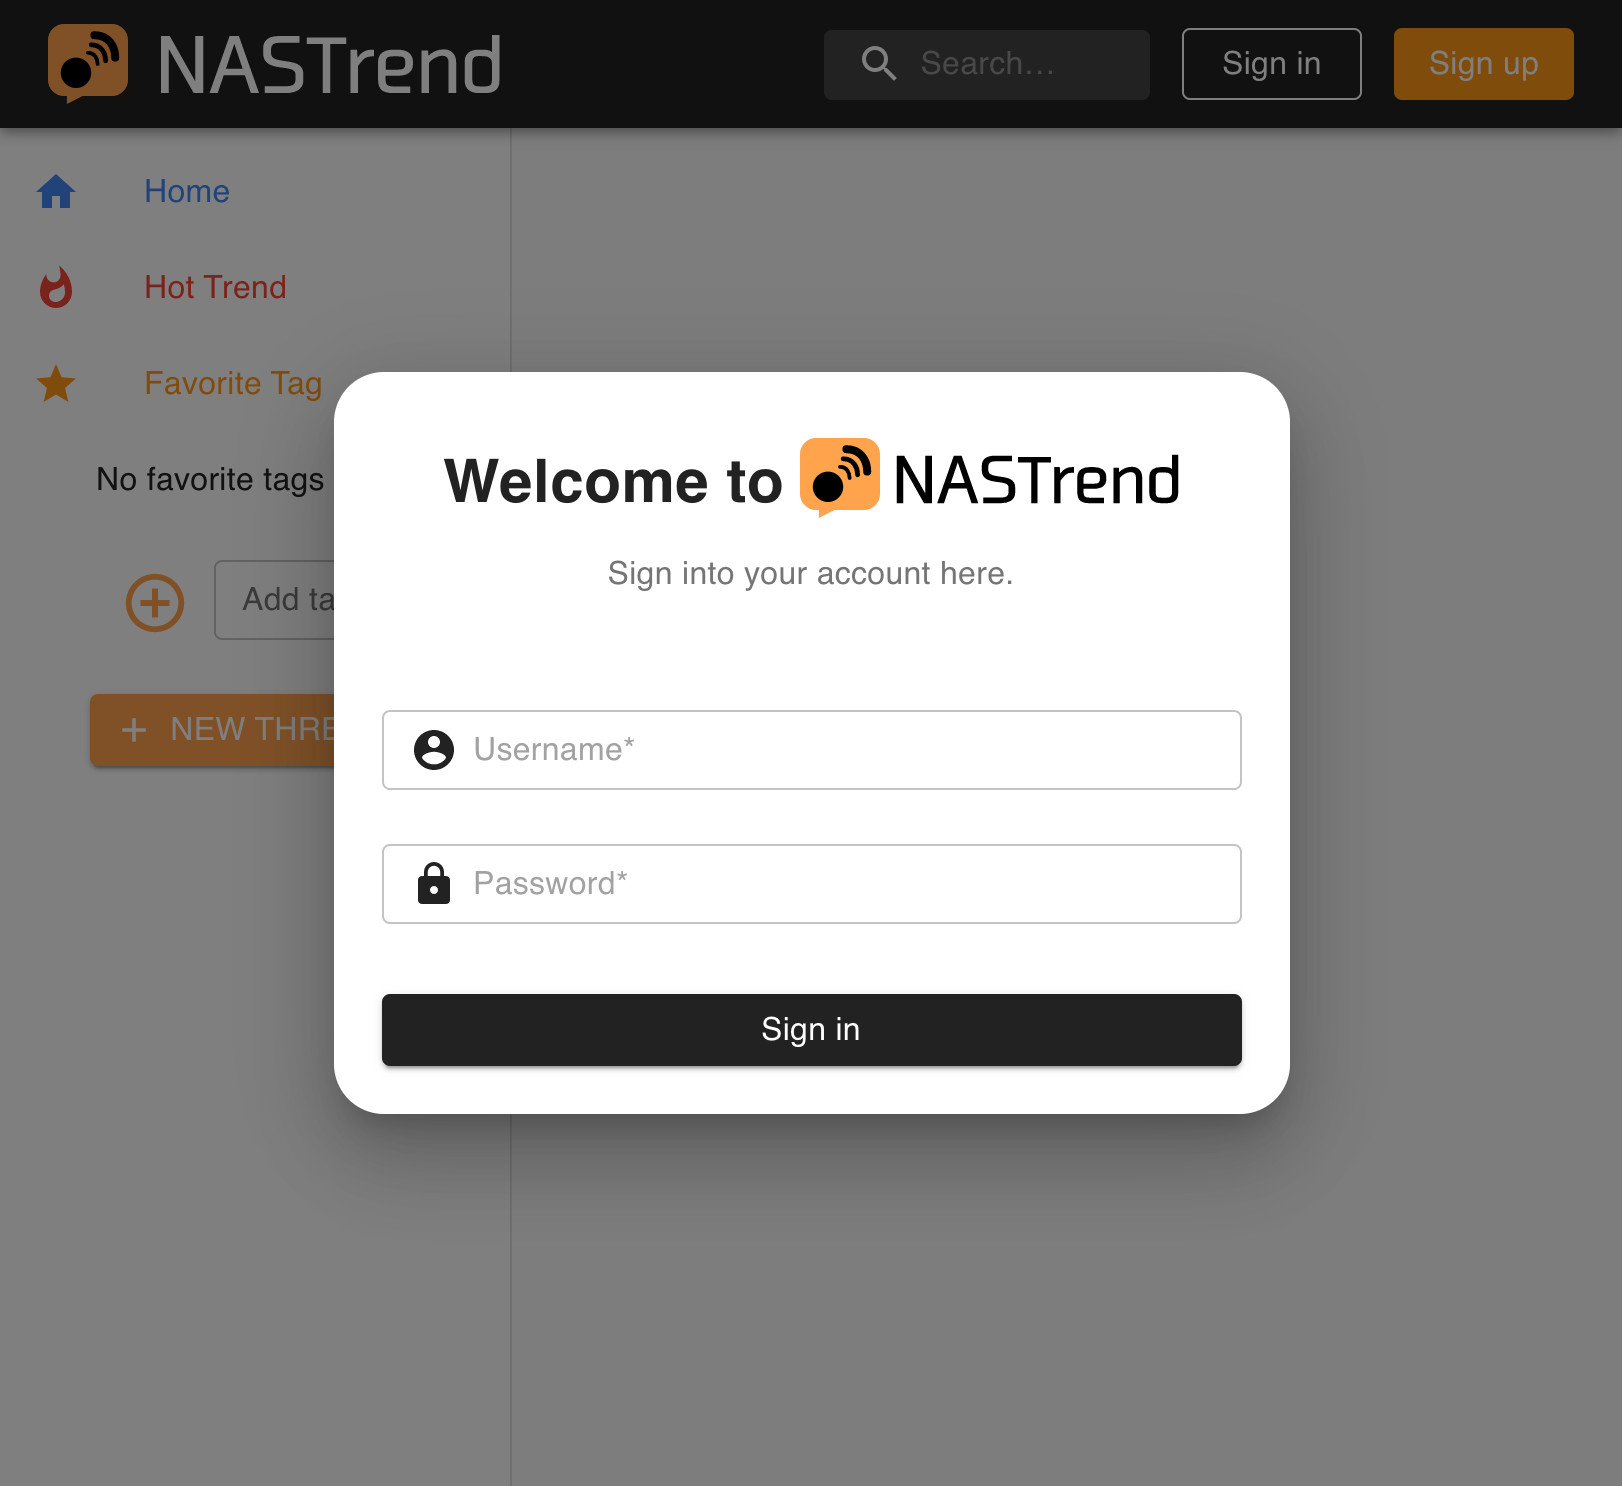 NASTrend
Search...
Sign in
Sign up
Home
Hot Trend
Favorite Tag
No favorite tags
Add ta
NEW THRE
Welcome to NASTrend
Sign into your account here.
Username*
Password*
Sign in